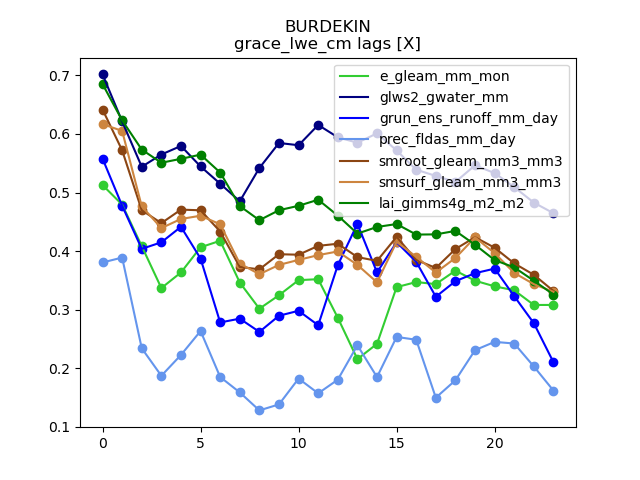 BURDEKIN
grace_lwe_cm lags [X]
e_gleam_mm_mon
glws2_gwater_mm
grun_ens_runoff_mm_day
prec_fldas_mm_day
smroot_gleam_mm3_mm3
smsurf_gleam_mm3_mm3
lai_gimms4g_m2_m2
0.7
0.6
0.5
0.4
0.3
0.2
0.1
0 5 10 15 20